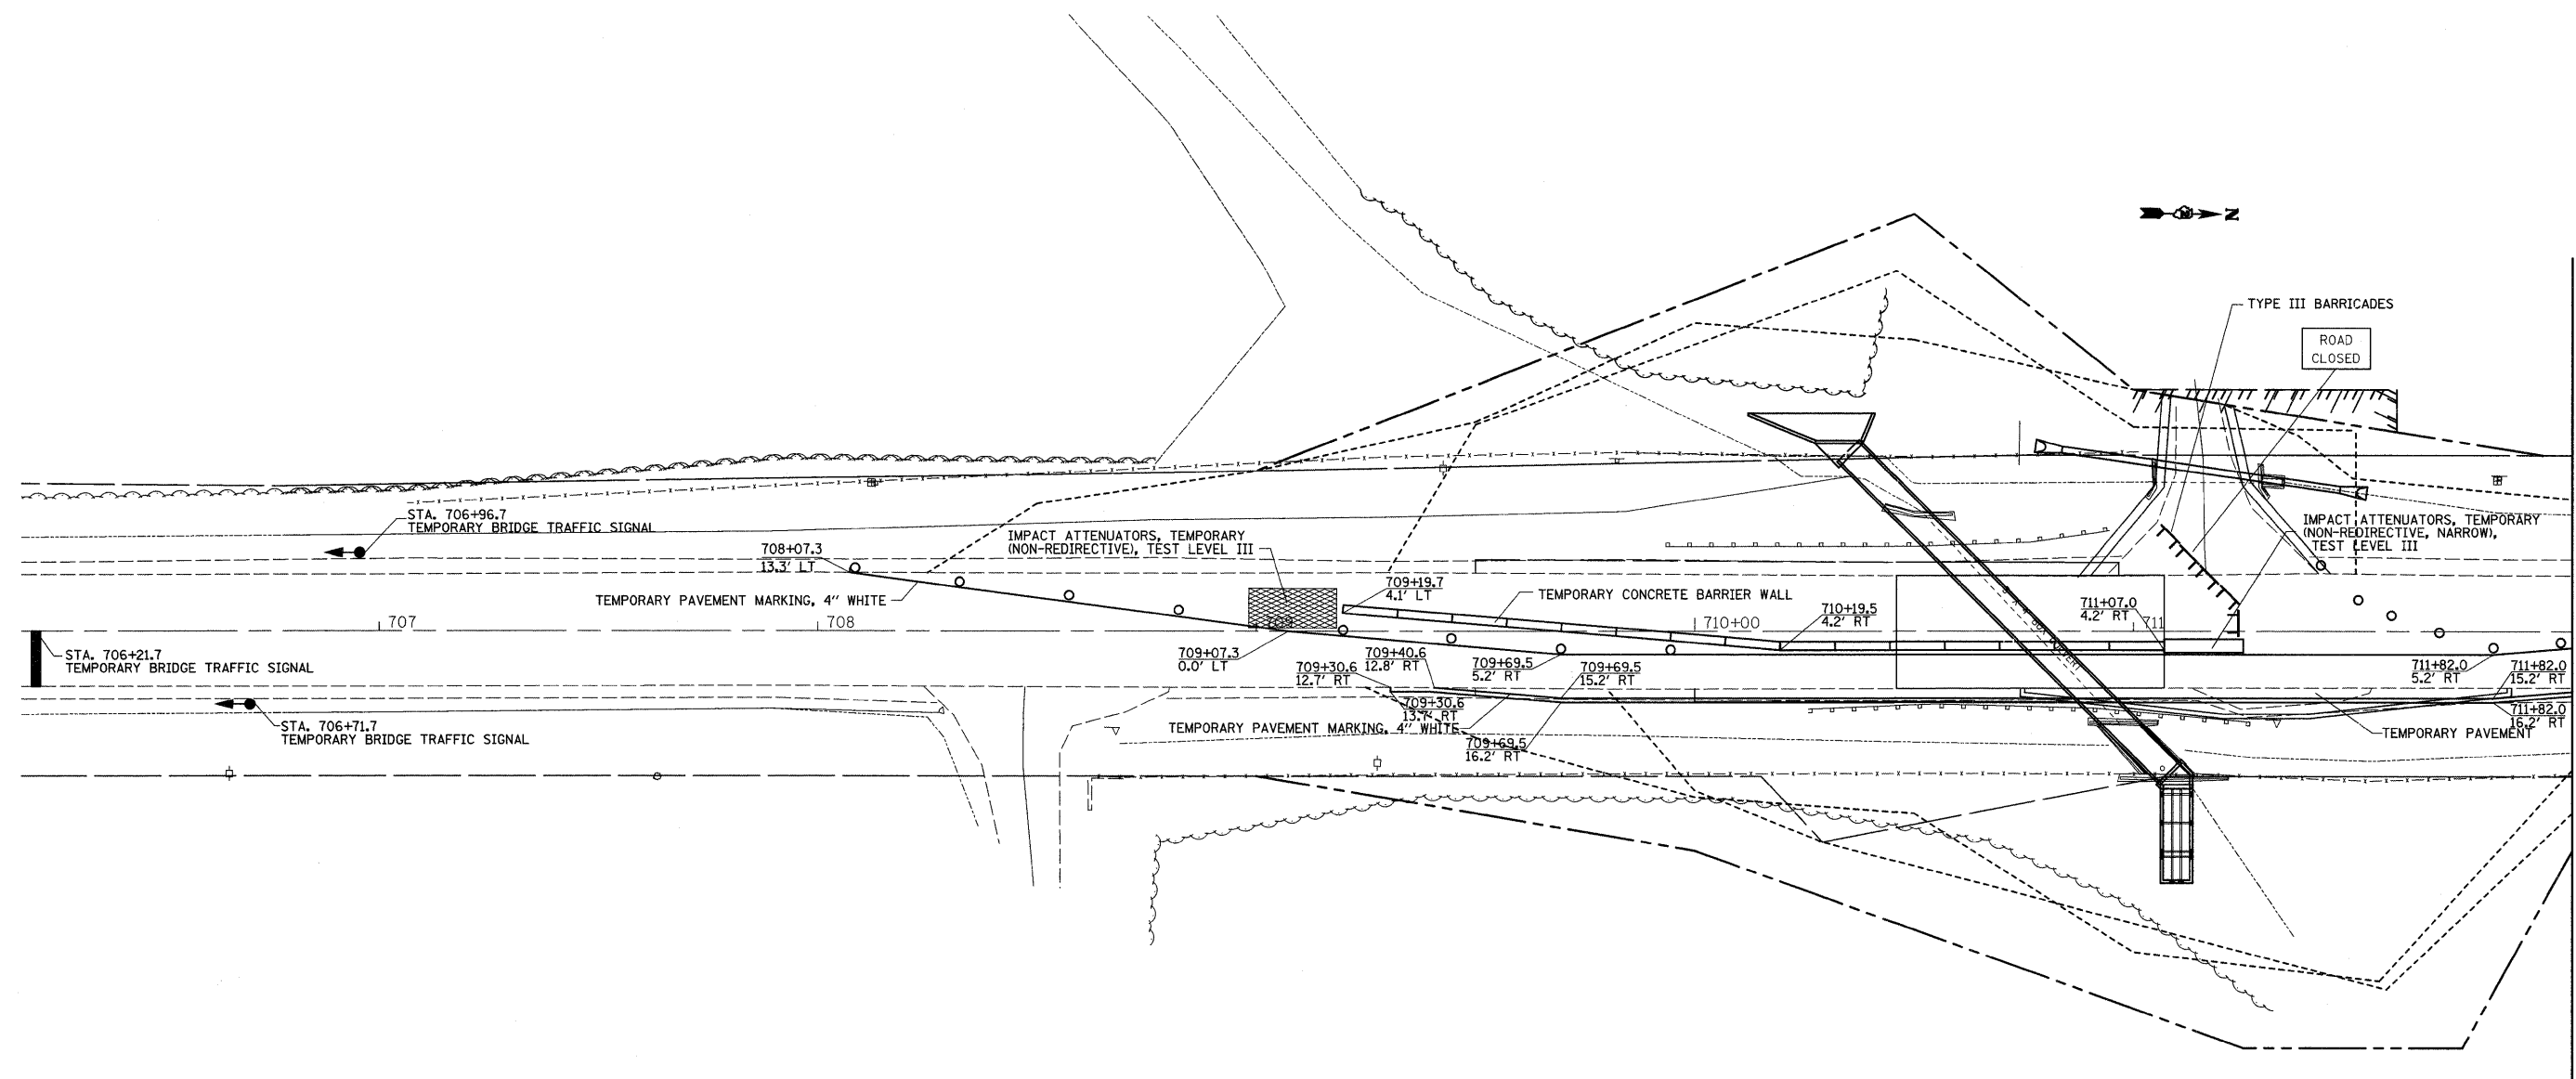 N
TYPE III BARRICADES
ROAD
CLOSED
STA. 706+96.7
TEMPORARY BRIDGE TRAFFIC SIGNAL
IMPACT ATTENUATORS, TEMPORARY
(NON-REDIRECTIVE), TEST LEVEL III
IMPACT ATTENUATORS, TEMPORARY
(NON-REDIRECTIVE, NARROW),
TEST LEVEL III
708+07.3
13.3' LT
TEMPORARY PAVEMENT MARKING, 4" WHITE
709+19.7
4.1' LT
TEMPORARY CONCRETE BARRIER WALL
710+19.5
4.2' RT
711+07.0
4.2' RT
707
708
710+00
711
STA. 706+21.7
TEMPORARY BRIDGE TRAFFIC SIGNAL
709+07.3
0.0' LT
709+30.6
12.7' RT
709+40.6
12.8' RT
709+69.5
5.2' RT
709+69.5
15.2' RT
711+82.0
5.2' RT
711+82.0
15.2' RT
709+30.6
13.7' RT
711+82.0
16.2' RT
STA. 706+71.7
TEMPORARY BRIDGE TRAFFIC SIGNAL
TEMPORARY PAVEMENT MARKING, 4" WHITE
709+69.5
16.2' RT
TEMPORARY PAVEMENT